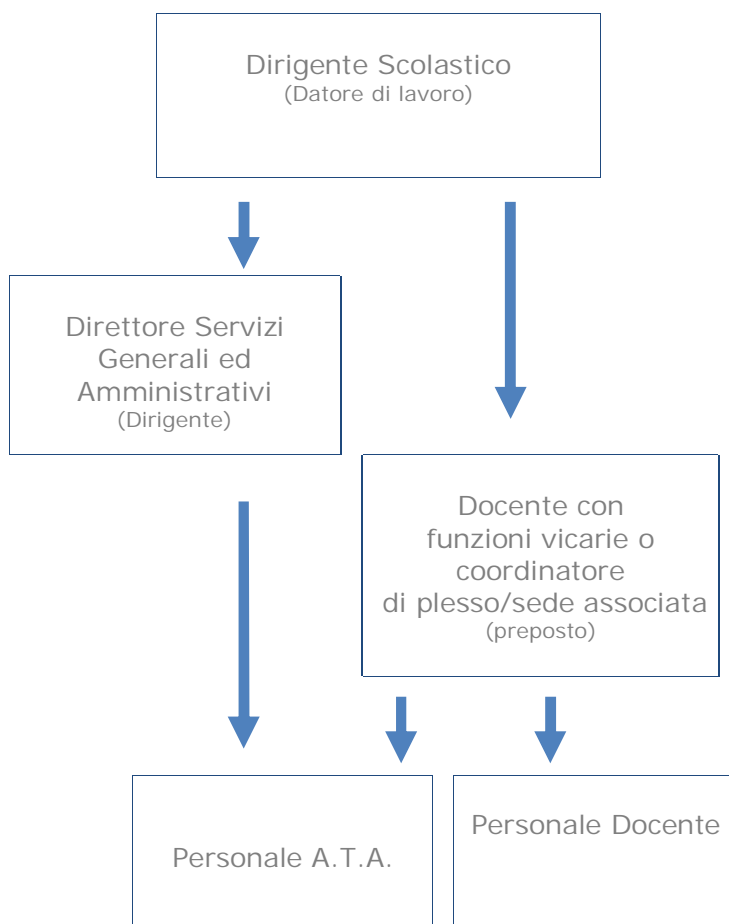 Dirigente Scolastico
(Datore di lavoro)
Direttore Servizi
Generali ed
Amministrativi
(Dirigente)
Docente con
funzioni vicarie o
coordinatore
di plesso/sede associata
(preposto)
Personale A.T.A.
Personale Docente